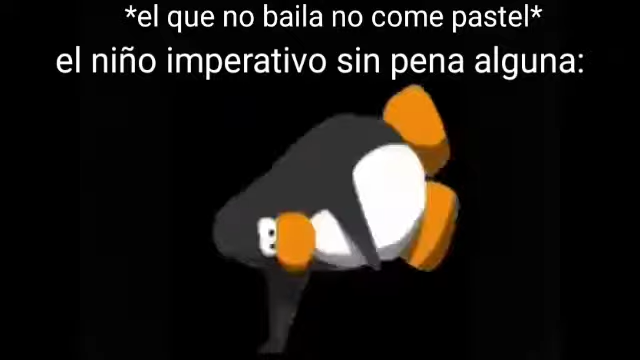 *el que no baila no come pastel*
el niño imperativo sin pena alguna: